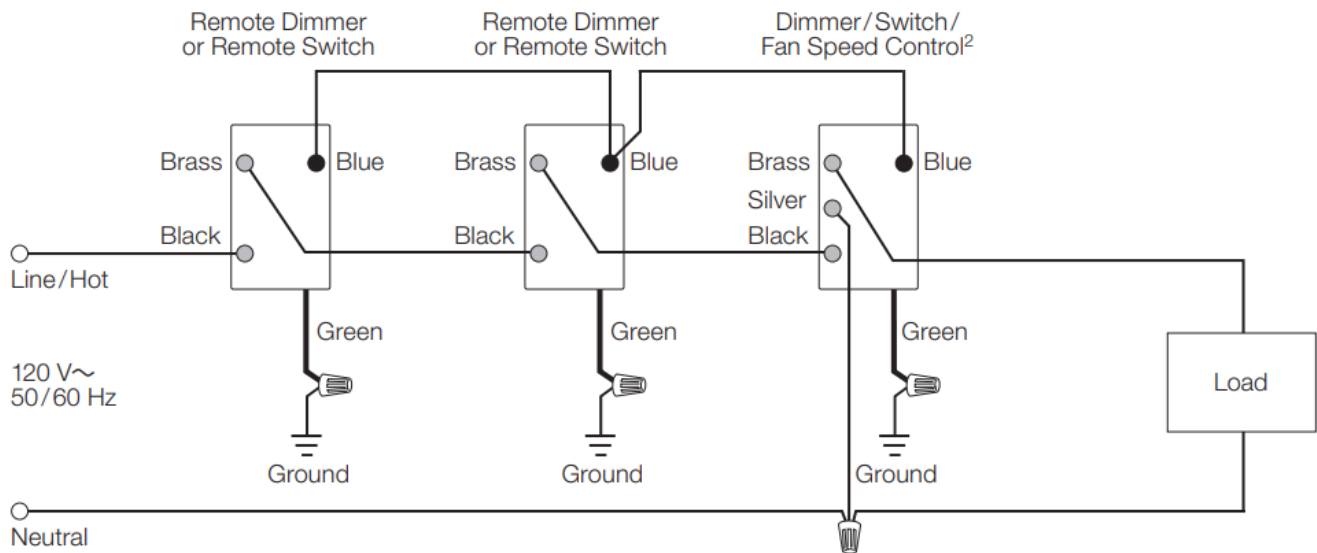 Remote Dimmer
or Remote Switch
Remote Dimmer
or Remote Switch
Dimmer/Switch/
Fan Speed Control²
Brass
Blue
Brass
Blue
Brass
Blue
Silver
Black
Black
Black
Line/Hot
Green
Green
Green
120 V~
50/60 Hz
Load
Ground
Ground
Ground
Neutral